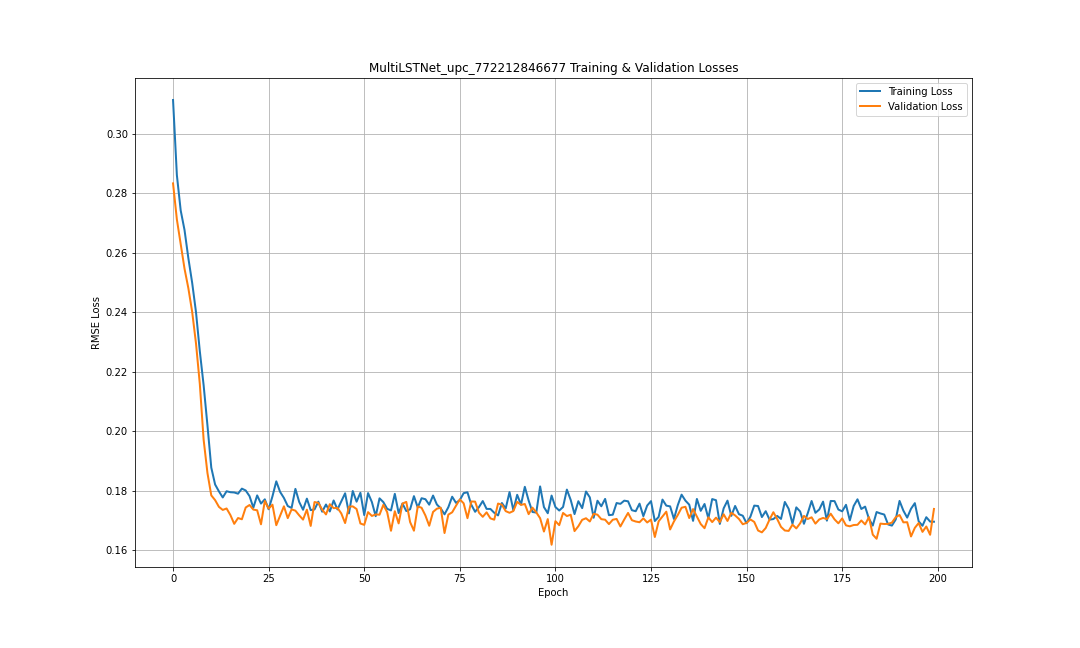 MultiLSTNet_upc_772212846677 Training & Validation Losses
Training Loss
Validation Loss
RMSE Loss
0.30
0.28
0.26
0.24
0.22
0.20
0.18
0.16
0 25 50 75 100 125 150 175 200
Epoch